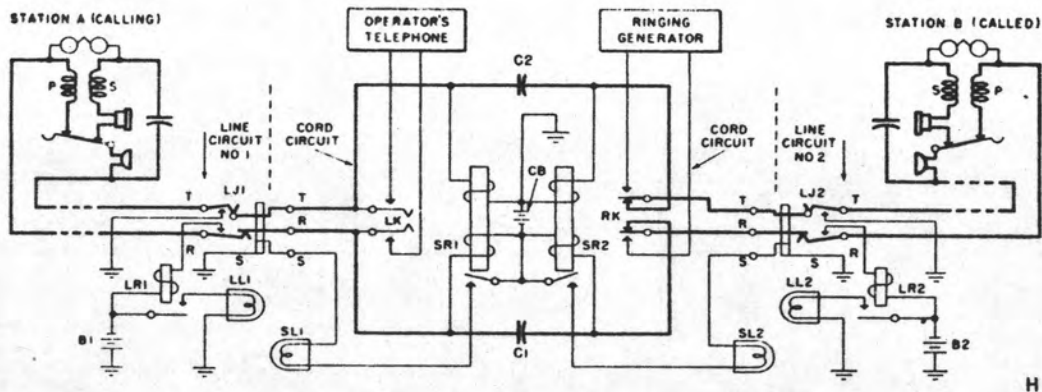 STATION A (CALLING)
OPERATOR'S
TELEPHONE
RINGING
GENERATOR
STATION B (CALLED)
C2
P
S
S
P
LINE
CIRCUIT
NO 1
CORD
CIRCUIT
CB
CORD
CIRCUIT
LINE
CIRCUIT
NO 2
T
LJ1
T
LK
RK
T
LJ2
T
R
R
SR1
SR2
R
R
S
S
S
S
LR1
LL1
LL2
LR2
B1
SL1
C1
SL2
B2
H